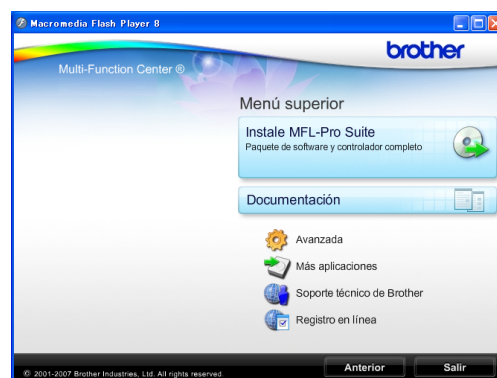 Macromedia Flash Player 8
brother
Multi-Function Center ®
Menú superior
Instale MFL-Pro Suite
Paquete de software y controlador completo
Documentación
Avanzada
Más aplicaciones
Soporte técnico de Brother
Registro en línea
© 2001-2007 Brother Industries, Ltd. All rights reserved.
Anterior
Salir